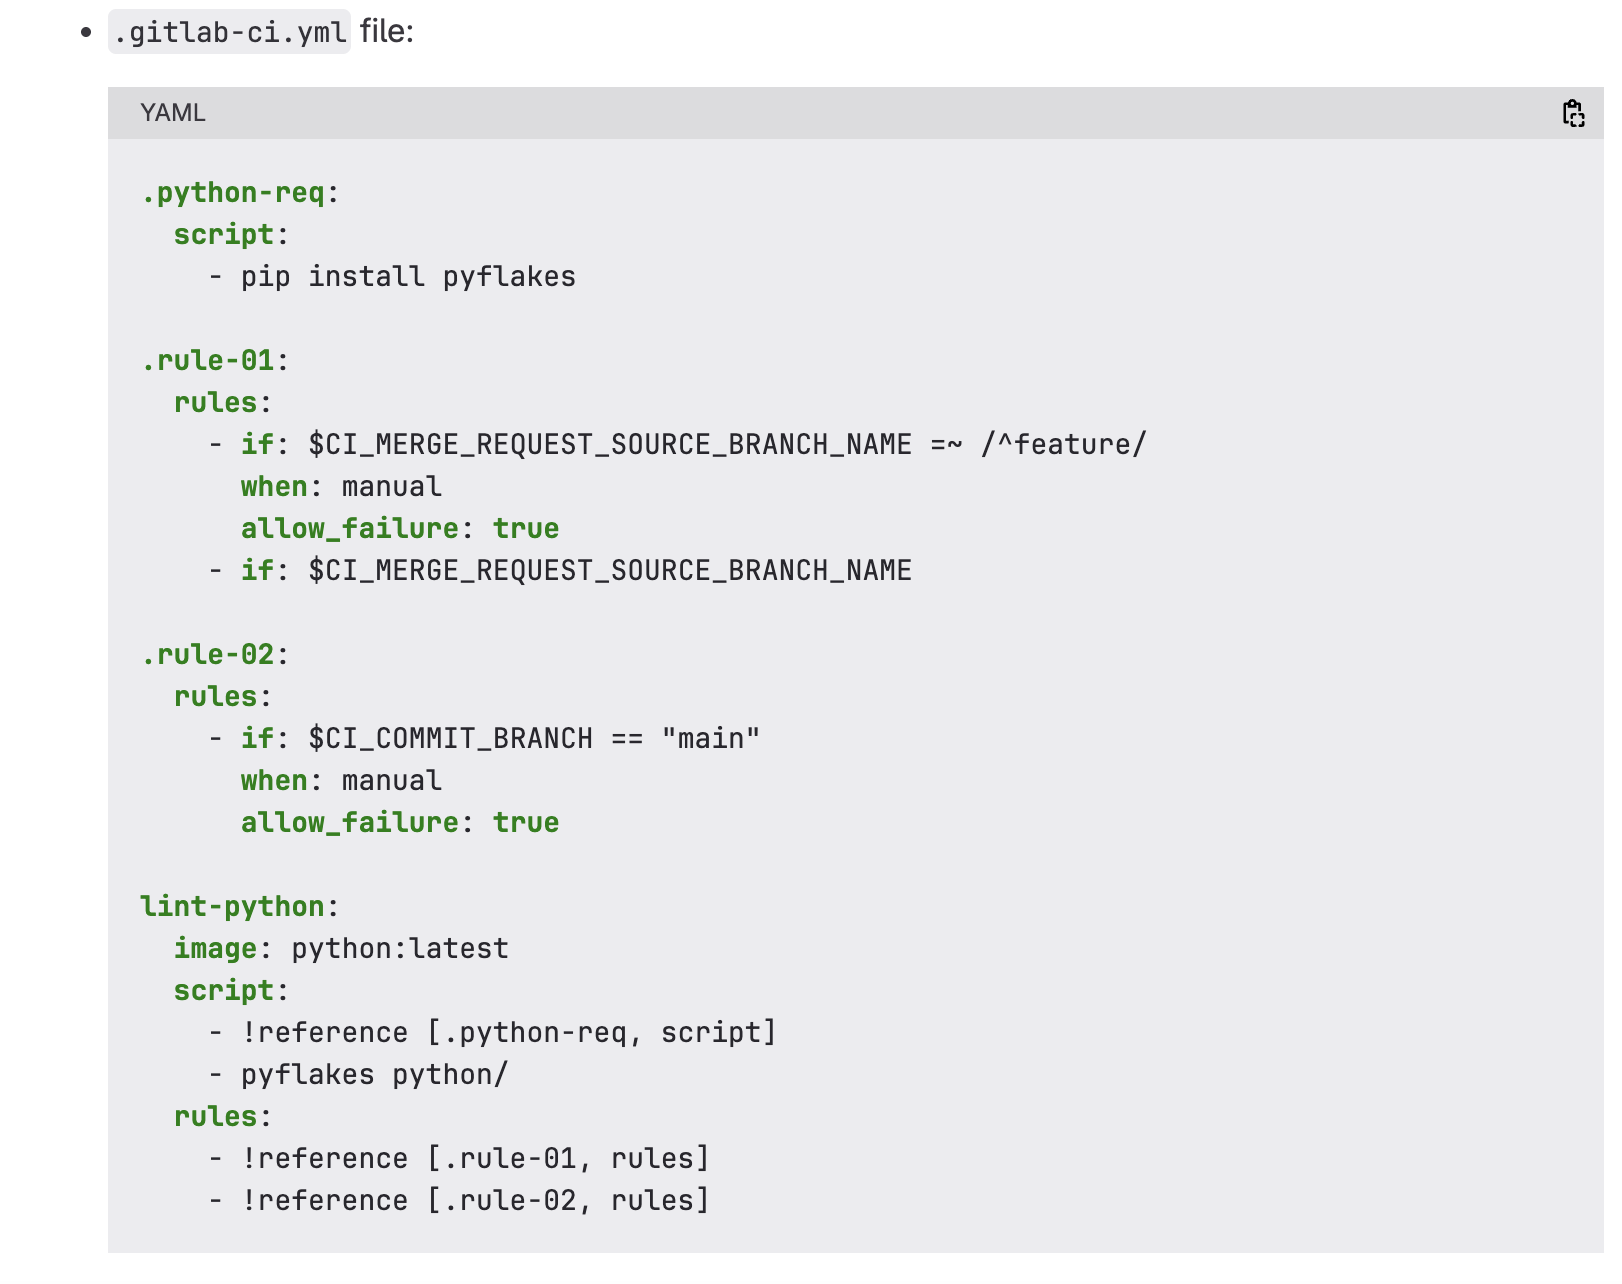 • .gitlab-ci.yml file:
YAML
.python-req:
  script:
    - pip install pyflakes

.rule-01:
  rules:
    - if: $CI_MERGE_REQUEST_SOURCE_BRANCH_NAME =~ /^feature/
      when: manual
      allow_failure: true
    - if: $CI_MERGE_REQUEST_SOURCE_BRANCH_NAME

.rule-02:
  rules:
    - if: $CI_COMMIT_BRANCH == "main"
      when: manual
      allow_failure: true

lint-python:
  image: python:latest
  script:
    - !reference [.python-req, script]
    - pyflakes python/
  rules:
    - !reference [.rule-01, rules]
    - !reference [.rule-02, rules]